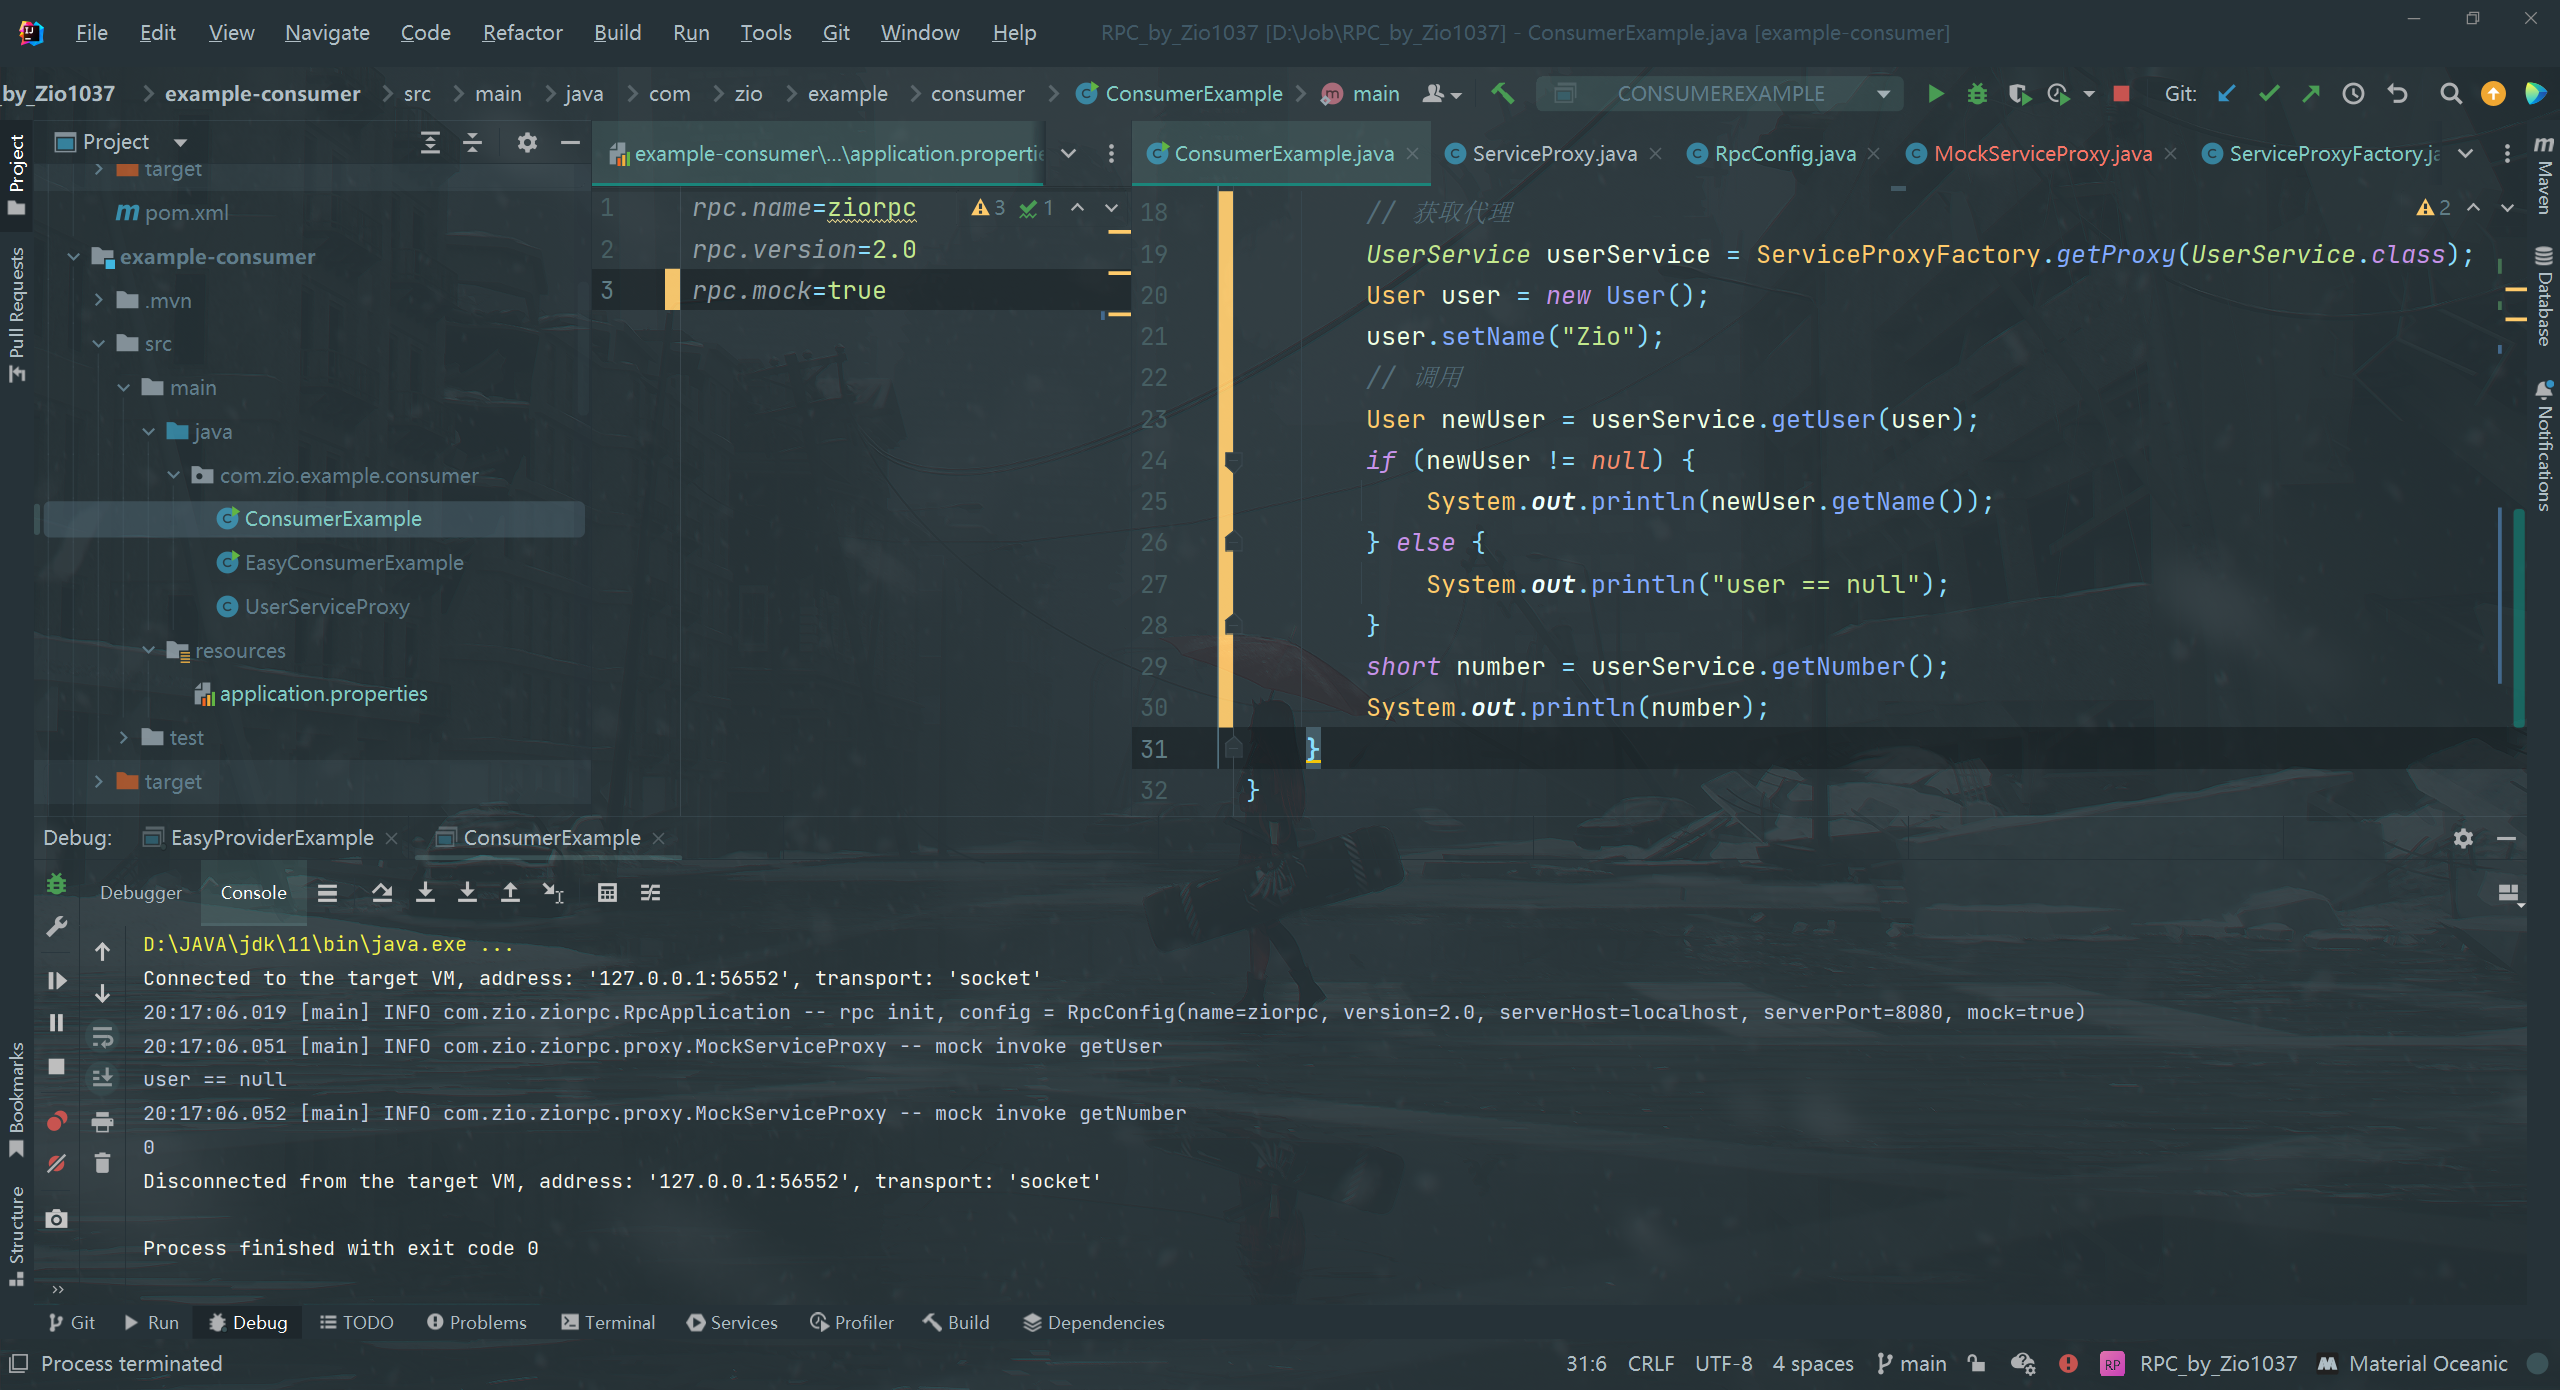 File Edit View Navigate Code Refactor Build Run Tools Git Window Help RPC_by_Zio1037 [D:\Job\RPC_by_Zio1037] - ConsumerExample.java [example-consumer]
by_Zio1037 example-consumer src main java com zio example consumer ConsumerExample main CONSUMEREXAMPLE Git:
Project
example-consumer\...\application.propertie
ConsumerExample.java ServiceProxy.java RpcConfig.java MockServiceProxy.java ServiceProxyFactory.ja
Project
Pull Requests
Bookmarks
Structure
target
pom.xml
example-consumer
.mvn
src
main
java
com.zio.example.consumer
ConsumerExample
EasyConsumerExample
UserServiceProxy
resources
application.properties
test
target
1 rpc.name=ziorpc 3 1
2 rpc.version=2.0
3 rpc.mock=true
18 // 获取代理 2
19 UserService userService = ServiceProxyFactory.getProxy(UserService.class);
20 User user = new User();
21 user.setName("Zio");
22 // 调用
23 User newUser = userService.getUser(user);
24 if (newUser != null) {
25 System.out.println(newUser.getName());
26 } else {
27 System.out.println("user == null");
28 }
29 short number = userService.getNumber();
30 System.out.println(number);
31 }
32 }
Maven
Database
Notifications
Debug: EasyProviderExample ConsumerExample
Debugger Console
D:\JAVA\jdk\11\bin\java.exe ...
Connected to the target VM, address: '127.0.0.1:56552', transport: 'socket'
20:17:06.019 [main] INFO com.zio.ziorpc.RpcApplication -- rpc init, config = RpcConfig(name=ziorpc, version=2.0, serverHost=localhost, serverPort=8080, mock=true)
20:17:06.051 [main] INFO com.zio.ziorpc.proxy.MockServiceProxy -- mock invoke getUser
user == null
20:17:06.052 [main] INFO com.zio.ziorpc.proxy.MockServiceProxy -- mock invoke getNumber
0
Disconnected from the target VM, address: '127.0.0.1:56552', transport: 'socket'
Process finished with exit code 0
Git Run Debug TODO Problems Terminal Services Profiler Build Dependencies
Process terminated 31:6 CRLF UTF-8 4 spaces main RP RPC_by_Zio1037 Material Oceanic